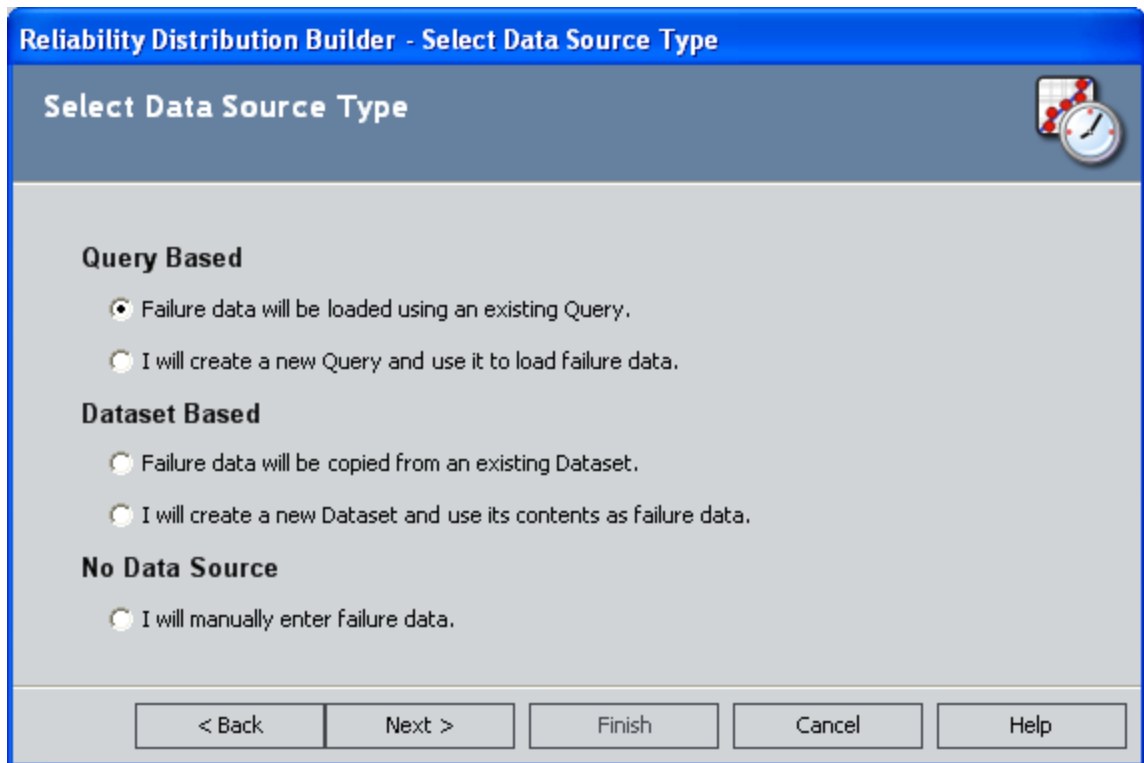 Reliability Distribution Builder - Select Data Source Type
Select Data Source Type
Query Based
Failure data will be loaded using an existing Query.
I will create a new Query and use it to load failure data.
Dataset Based
Failure data will be copied from an existing Dataset.
I will create a new Dataset and use its contents as failure data.
No Data Source
I will manually enter failure data.
< Back Next > Finish Cancel Help